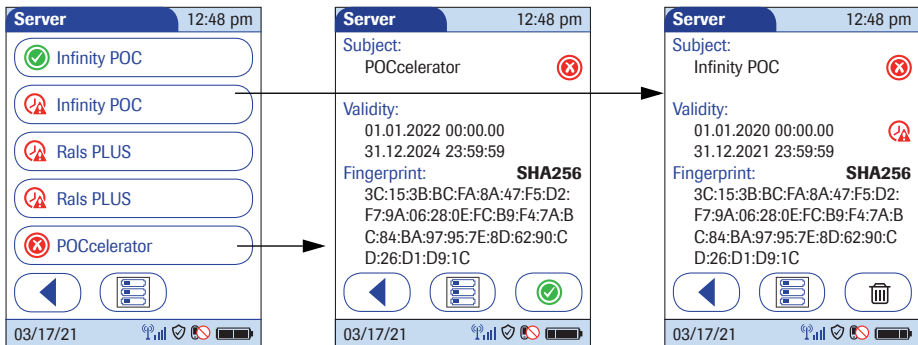 Server 12:48 pm
Infinity POC
Infinity POC
Rals PLUS
Rals PLUS
POCcelerator
03/17/21
Server 12:48 pm
Subject:
POCcelerator
Validity:
01.01.2022 00:00.00
31.12.2024 23:59:59
Fingerprint: SHA256
3C:15:3B:BC:FA:8A:47:F5:D2:
F7:9A:06:28:0E:FC:B9:F4:7A:B
C:84:BA:97:95:7E:8D:62:90:C
D:26:D1:D9:1C
03/17/21
Server 12:48 pm
Subject:
Infinity POC
Validity:
01.01.2020 00:00.00
31.12.2021 23:59:59
Fingerprint: SHA256
3C:15:3B:BC:FA:8A:47:F5:D2:
F7:9A:06:28:0E:FC:B9:F4:7A:B
C:84:BA:97:95:7E:8D:62:90:C
D:26:D1:D9:1C
03/17/21